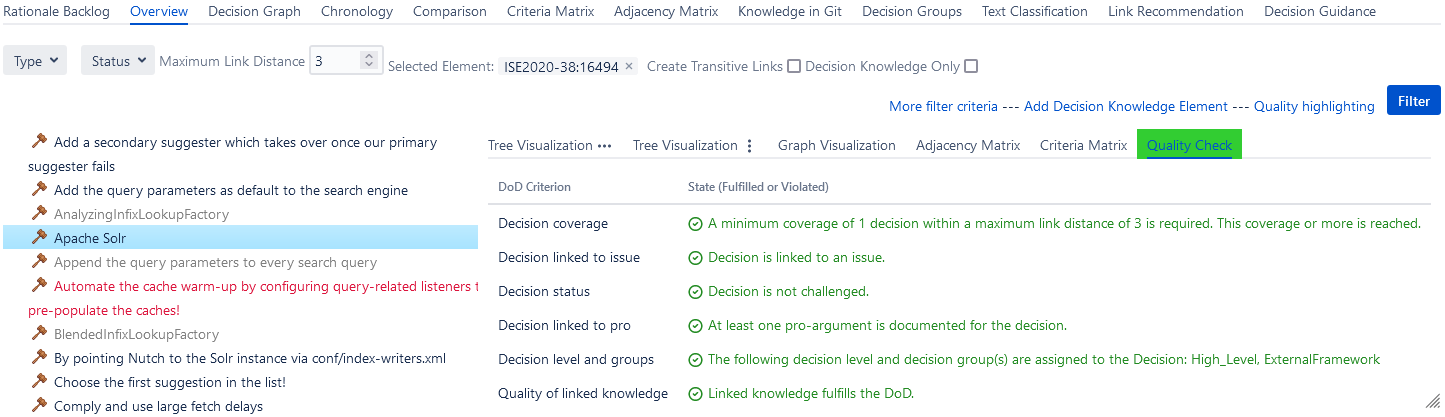 Rationale Backlog Overview Decision Graph Chronology Comparison Criteria Matrix Adjacency Matrix Knowledge in Git Decision Groups Text Classification Link Recommendation Decision Guidance
Type Status Maximum Link Distance 3 Selected Element: ISE2020-38:16494 × Create Transitive Links Decision Knowledge Only
More filter criteria --- Add Decision Knowledge Element --- Quality highlighting Filter
Add a secondary suggester which takes over once our primary
suggester fails
Add the query parameters as default to the search engine
AnalyzingInfixLookupFactory
Apache Solr
Append the query parameters to every search query
Automate the cache warm-up by configuring query-related listeners t
pre-populate the caches!
BlendedInfixLookupFactory
By pointing Nutch to the Solr instance via conf/index-writers.xml
Choose the first suggestion in the list!
Comply and use large fetch delays
Tree Visualization ••• Tree Visualization ⋮ Graph Visualization Adjacency Matrix Criteria Matrix Quality Check
DoD Criterion State (Fulfilled or Violated)
Decision coverage A minimum coverage of 1 decision within a maximum link distance of 3 is required. This coverage or more is reached.
Decision linked to issue Decision is linked to an issue.
Decision status Decision is not challenged.
Decision linked to pro At least one pro-argument is documented for the decision.
Decision level and groups The following decision level and decision group(s) are assigned to the Decision: High_Level, ExternalFramework
Quality of linked knowledge Linked knowledge fulfills the DoD.